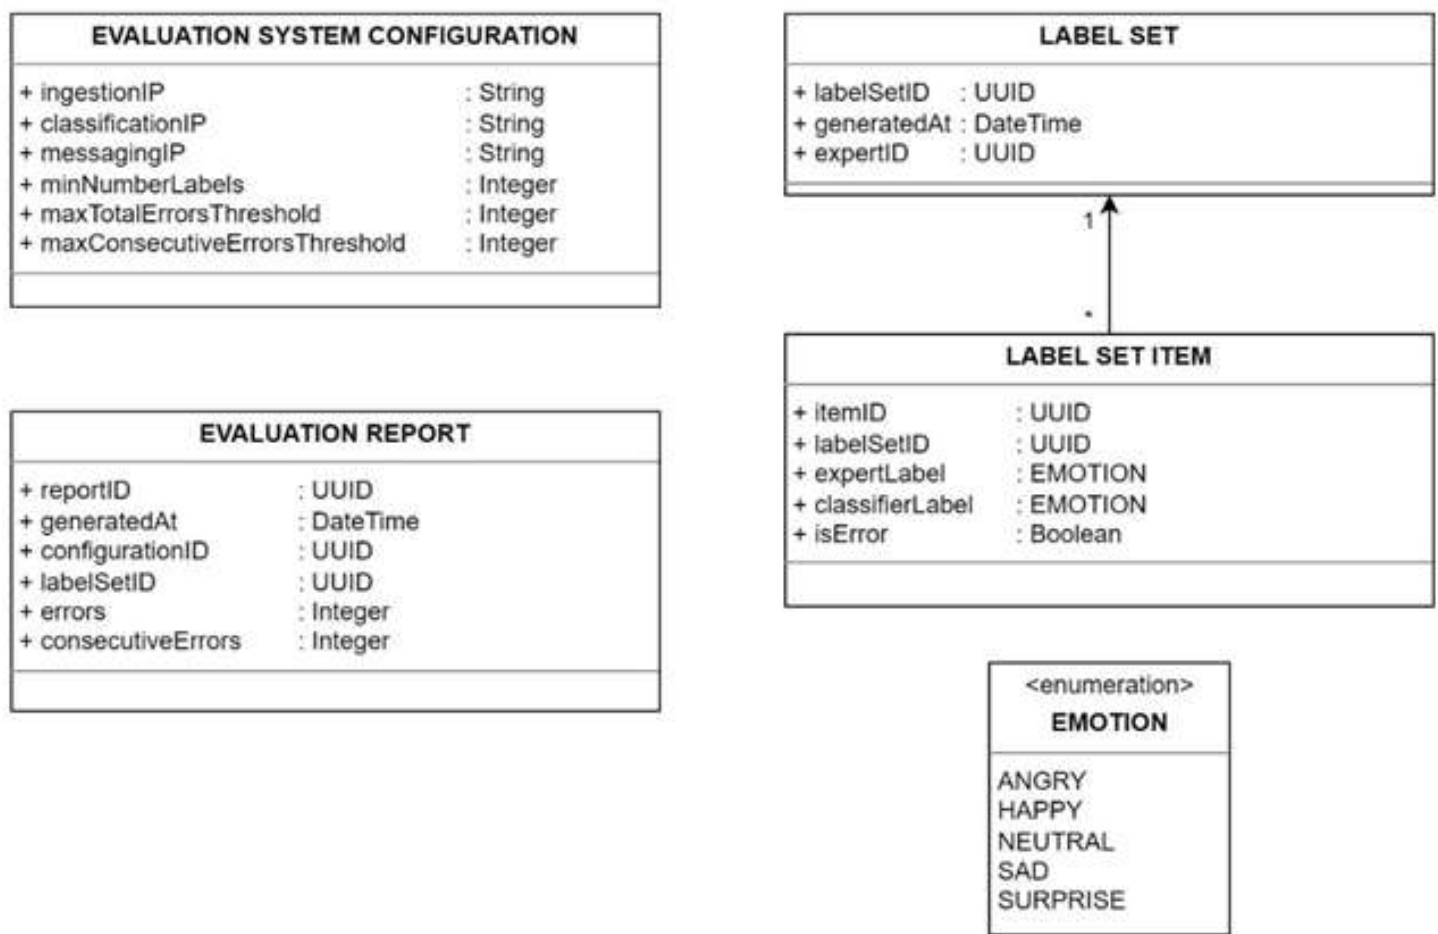 EVALUATION SYSTEM CONFIGURATION
+ ingestionIP : String
+ classificationIP : String
+ messagingIP : String
+ minNumberLabels : Integer
+ maxTotalErrorsThreshold : Integer
+ maxConsecutiveErrorsThreshold : Integer
LABEL SET
+ labelSetID : UUID
+ generatedAt : DateTime
+ expertID : UUID
1
*
LABEL SET ITEM
+ itemID : UUID
+ labelSetID : UUID
+ expertLabel : EMOTION
+ classifierLabel : EMOTION
+ isError : Boolean
EVALUATION REPORT
+ reportID : UUID
+ generatedAt : DateTime
+ configurationID : UUID
+ labelSetID : UUID
+ errors : Integer
+ consecutiveErrors : Integer
<enumeration>
EMOTION
ANGRY
HAPPY
NEUTRAL
SAD
SURPRISE